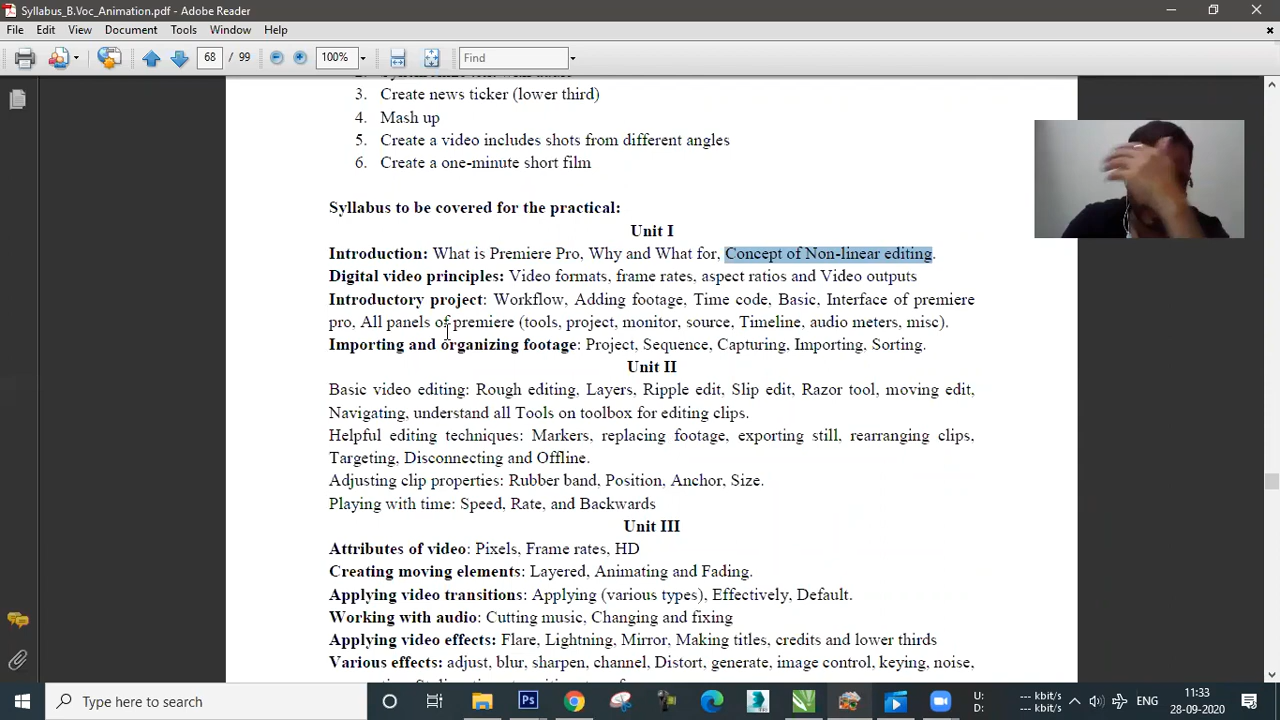 Syllabus_B.Voc_Animation.pdf - Adobe Reader
File Edit View Document Tools Window Help
68 / 99 100% Find
3. Create news ticker (lower third)
4. Mash up
5. Create a video includes shots from different angles
6. Create a one-minute short film
Syllabus to be covered for the practical:
Unit I
Introduction: What is Premiere Pro, Why and What for, Concept of Non-linear editing.
Digital video principles: Video formats, frame rates, aspect ratios and Video outputs
Introductory project: Workflow, Adding footage, Time code, Basic, Interface of premiere
pro, All panels of premiere (tools, project, monitor, source, Timeline, audio meters, misc).
Importing and organizing footage: Project, Sequence, Capturing, Importing, Sorting.
Unit II
Basic video editing: Rough editing, Layers, Ripple edit, Slip edit, Razor tool, moving edit,
Navigating, understand all Tools on toolbox for editing clips.
Helpful editing techniques: Markers, replacing footage, exporting still, rearranging clips,
Targeting, Disconnecting and Offline.
Adjusting clip properties: Rubber band, Position, Anchor, Size.
Playing with time: Speed, Rate, and Backwards
Unit III
Attributes of video: Pixels, Frame rates, HD
Creating moving elements: Layered, Animating and Fading.
Applying video transitions: Applying (various types), Effectively, Default.
Working with audio: Cutting music, Changing and fixing
Applying video effects: Flare, Lightning, Mirror, Making titles, credits and lower thirds
Various effects: adjust, blur, sharpen, channel, Distort, generate, image control, keying, noise,
Type here to search
Ps
U: --- kbit/s
D: --- kbit/s
ENG
11:33
28-09-2020